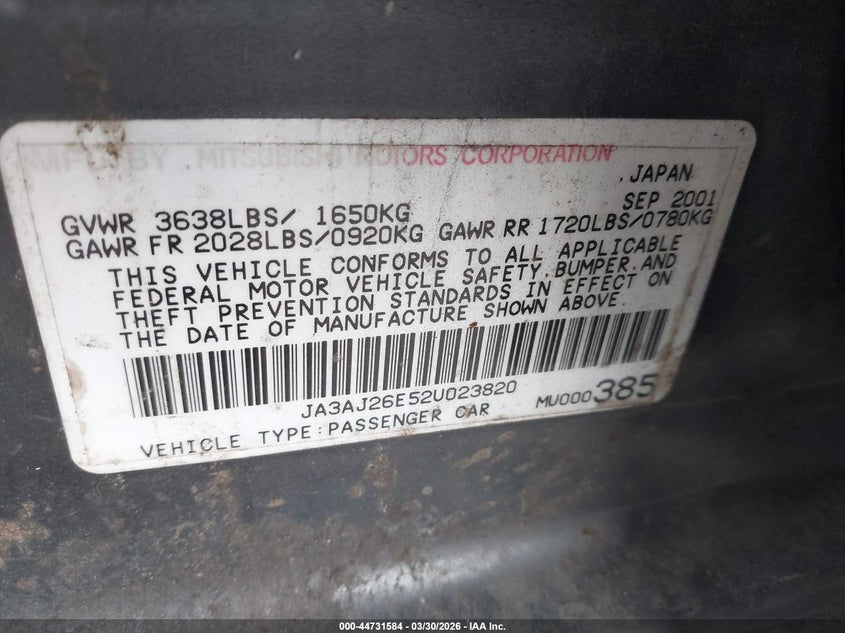 MFD BY MITSUBISHI MOTORS CORPORATION
.JAPAN
SEP 2001
GVWR 3638LBS/ 1650KG
GAWR FR 2028LBS/0920KG GAWR RR 1720LBS/0780KG
THIS VEHICLE CONFORMS TO ALL APPLICABLE
FEDERAL MOTOR VEHICLE SAFETY.BUMPER.AND
THEFT PREVENTION STANDARDS IN EFFECT ON
THE DATE OF MANUFACTURE SHOWN ABOVE.
JA3AJ26E52U023820
MU000385
VEHICLE TYPE:PASSENGER CAR
000-44731584 - 03/30/2026 - IAA Inc.